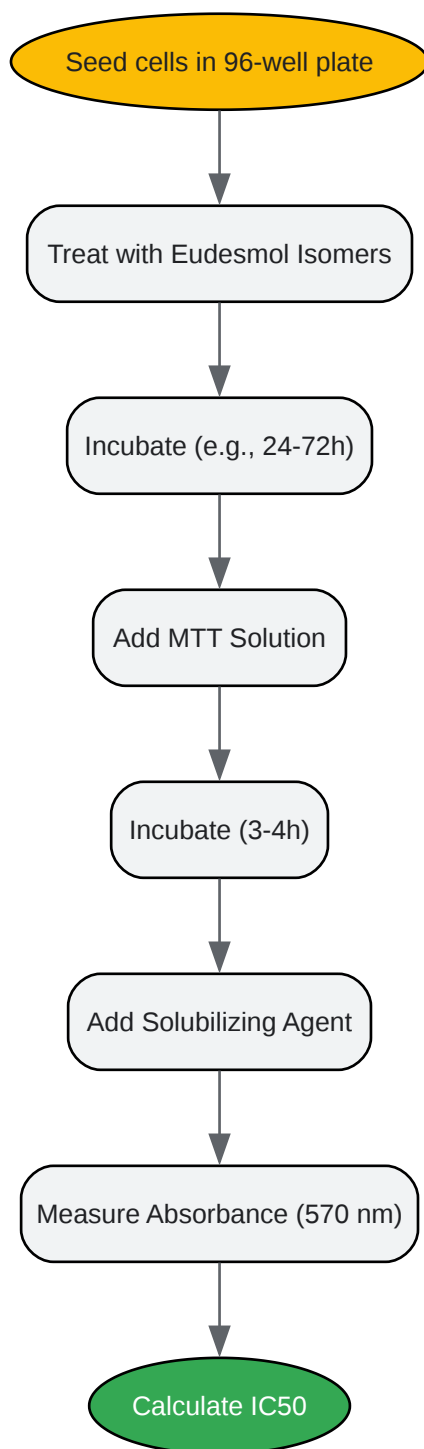 Seed cells in 96-well plate
Treat with Eudesmol Isomers
Incubate (e.g., 24-72h)
Add MTT Solution
Incubate (3-4h)
Add Solubilizing Agent
Measure Absorbance (570 nm)
Calculate IC50